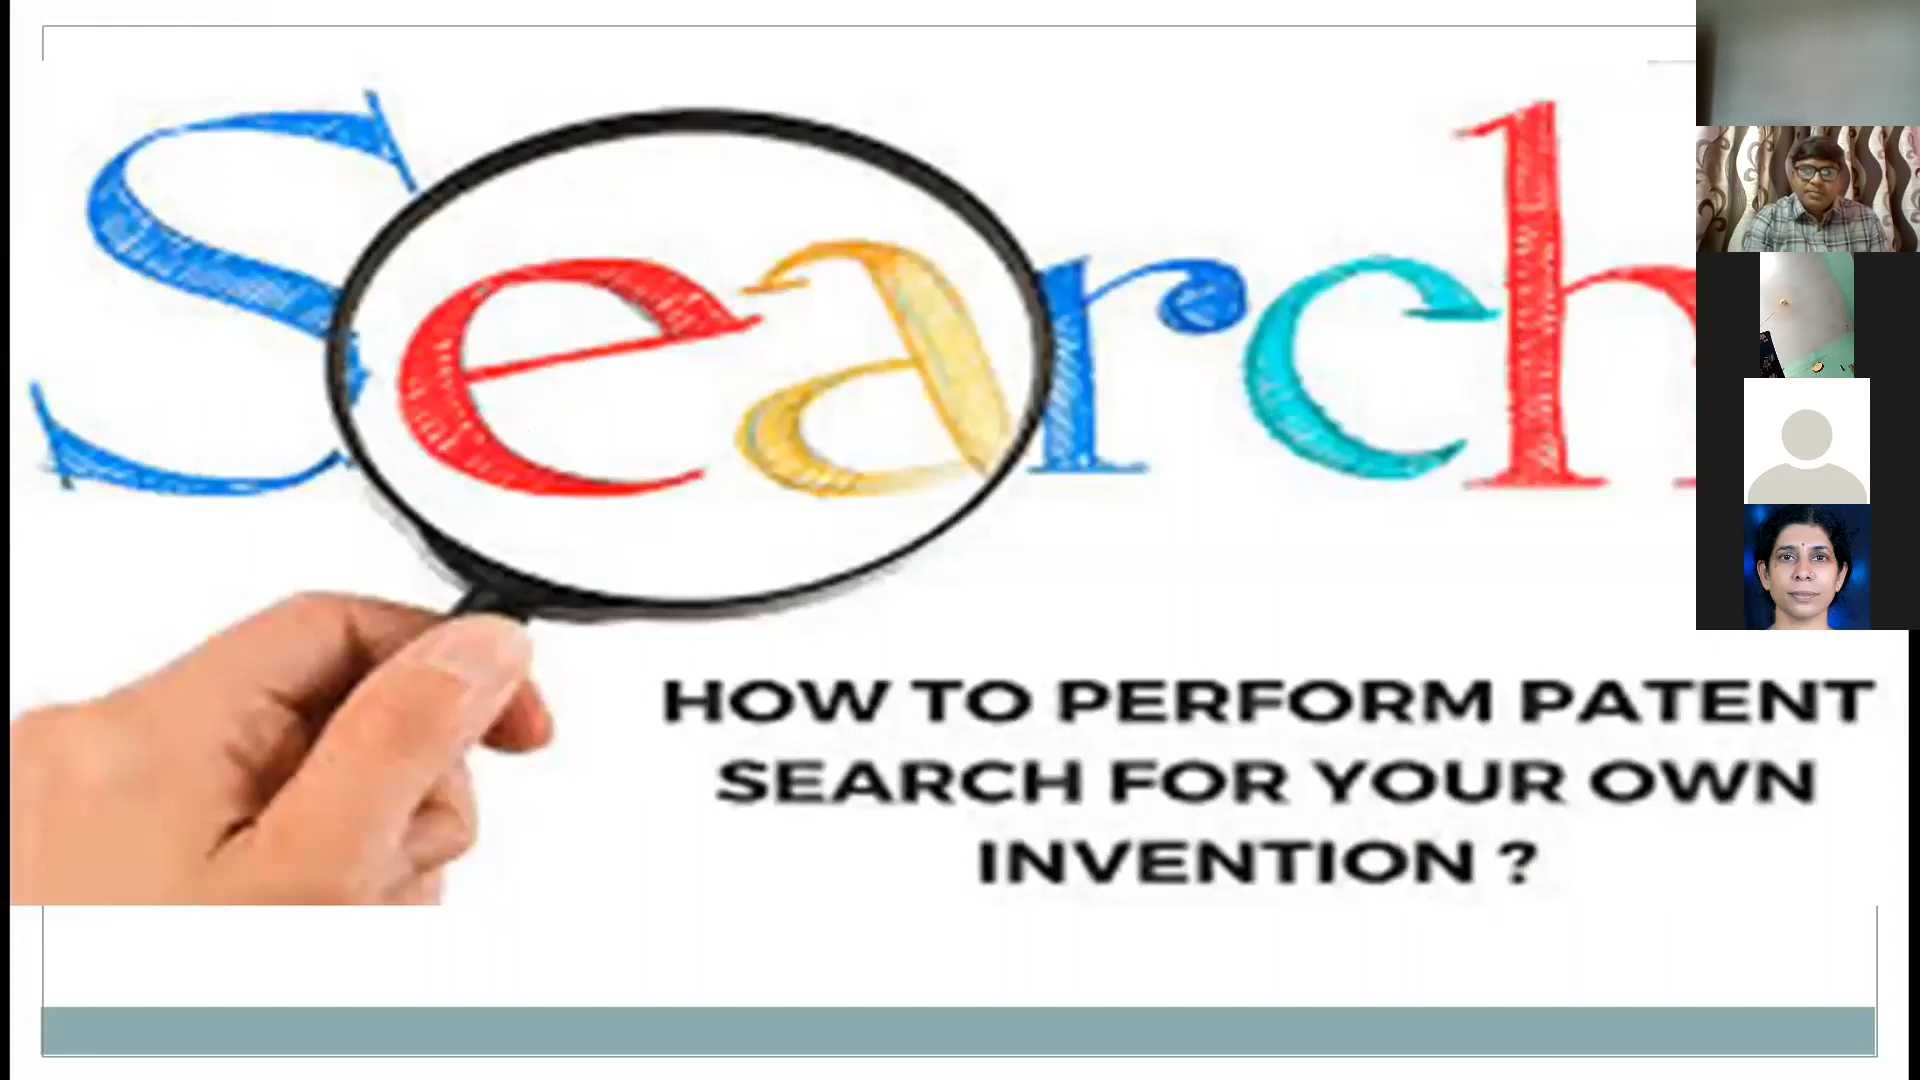 Search
HOW TO PERFORM PATENT
SEARCH FOR YOUR OWN
INVENTION ?